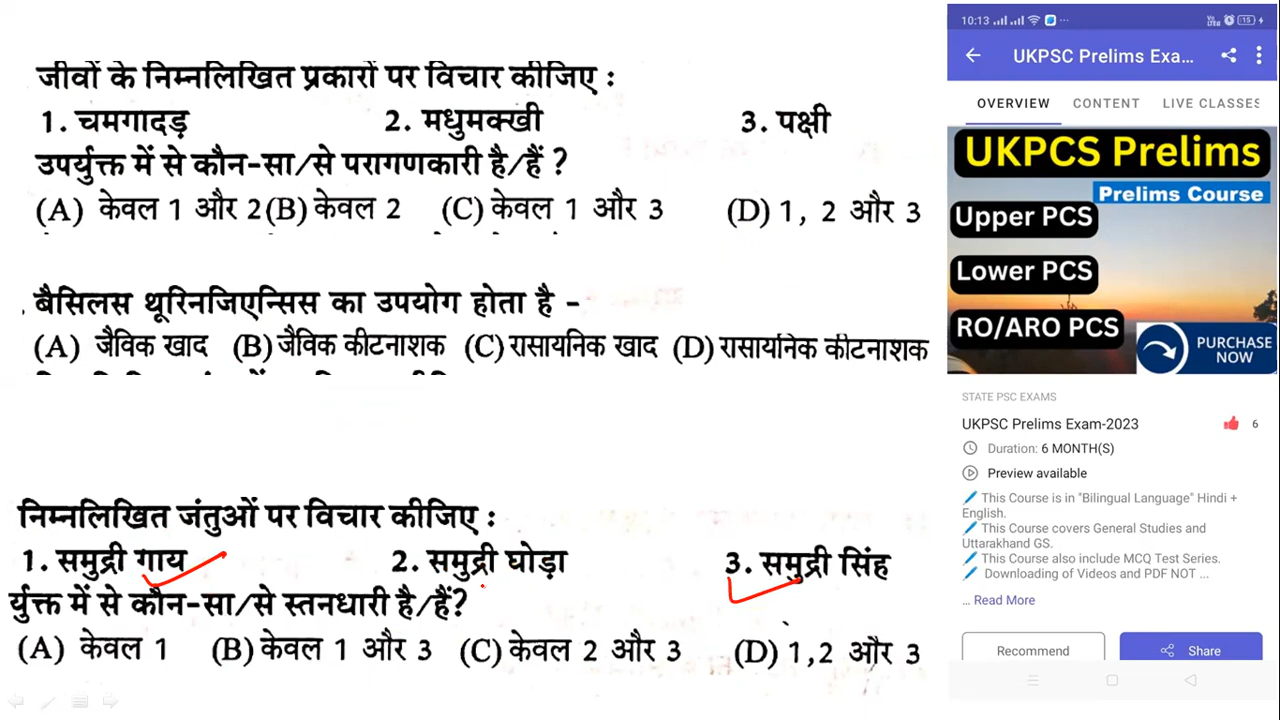 जीवों के निम्नलिखित प्रकारों पर विचार कीजिए :
1. चमगादड़ 2. मधुमक्खी 3. पक्षी
उपर्युक्त में से कौन-सा/से परागणकारी है/हैं ?
(A) केवल 1 और 2 (B) केवल 2 (C) केवल 1 और 3 (D) 1, 2 और 3
बैसिलस थूरिनजिएन्सिस का उपयोग होता है -
(A) जैविक खाद (B) जैविक कीटनाशक (C) रासायनिक खाद (D) रासायनिक कीटनाशक
निम्नलिखित जंतुओं पर विचार कीजिए :
1. समुद्री गाय 2. समुद्री घोड़ा 3. समुद्री सिंह
र्युक्त में से कौन-सा/से स्तनधारी है/हैं?
(A) केवल 1 (B) केवल 1 और 3 (C) केवल 2 और 3 (D) 1,2 और 3
10:13
15
UKPSC Prelims Exa...
OVERVIEW CONTENT LIVE CLASSES
UKPCS Prelims
Prelims Course
Upper PCS
Lower PCS
RO/ARO PCS
PURCHASE
NOW
STATE PSC EXAMS
UKPSC Prelims Exam-2023 6
Duration: 6 MONTH(S)
Preview available
This Course is in "Bilingual Language" Hindi +
English.
This Course covers General Studies and
Uttarakhand GS.
This Course also include MCQ Test Series.
Downloading of Videos and PDF NOT ...
... Read More
Recommend Share